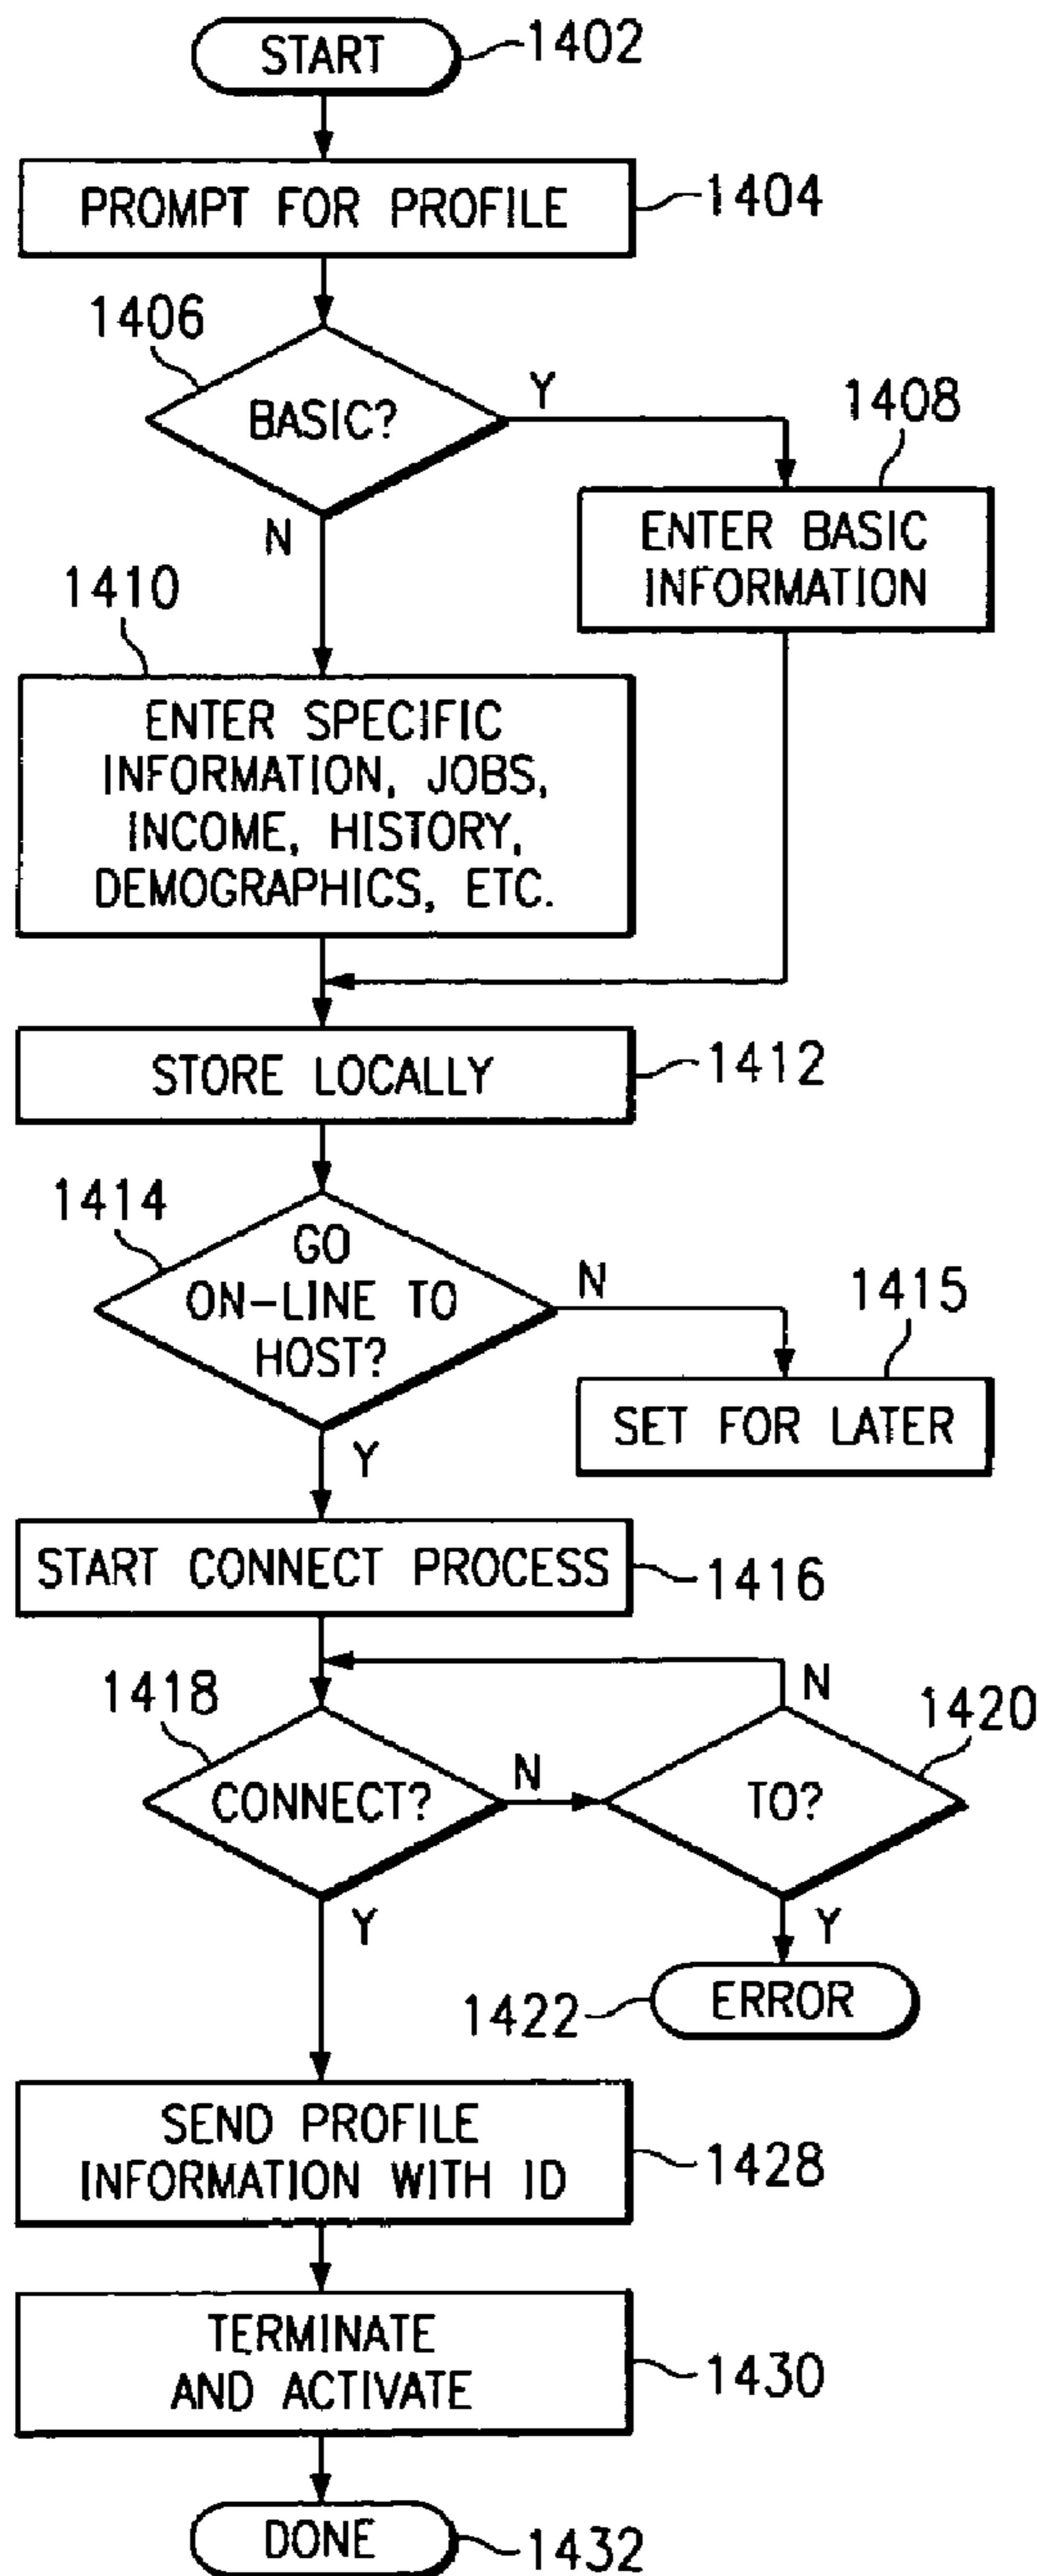 START
1402
PROMPT FOR PROFILE
1404
1406
BASIC?
Y
1408
N
ENTER BASIC
INFORMATION
1410
ENTER SPECIFIC
INFORMATION, JOBS,
INCOME, HISTORY,
DEMOGRAPHICS, ETC.
STORE LOCALLY
1412
1414
GO
ON-LINE TO
HOST?
N
1415
Y
SET FOR LATER
START CONNECT PROCESS
1416
1418
N
1420
CONNECT?
N
TO?
Y
Y
1422
ERROR
SEND PROFILE
INFORMATION WITH ID
1428
TERMINATE
AND ACTIVATE
1430
DONE
1432